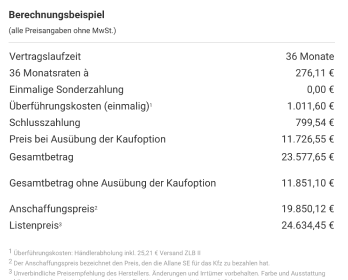 Berechnungsbeispiel
(alle Preisangaben ohne MwSt.)
Vertragslaufzeit 36 Monate
36 Monatsraten à 276,11 €
Einmalige Sonderzahlung 0,00 €
Überführungskosten (einmalig)¹ 1.011,60 €
Schlusszahlung 799,54 €
Preis bei Ausübung der Kaufoption 11.726,55 €
Gesamtbetrag 23.577,65 €
Gesamtbetrag ohne Ausübung der Kaufoption 11.851,10 €
Anschaffungspreis² 19.850,12 €
Listenpreis³ 24.634,45 €
¹ Überführungskosten: Händlerabholung inkl. 25,21 € Versand ZLB II
² Der Anschaffungspreis bezeichnet den Preis, den die Allane SE für das Kfz zu bezahlen hat.
³ Unverbindliche Preisempfehlung des Herstellers. Änderungen und Irrtümer vorbehalten. Farbe und Ausstattung